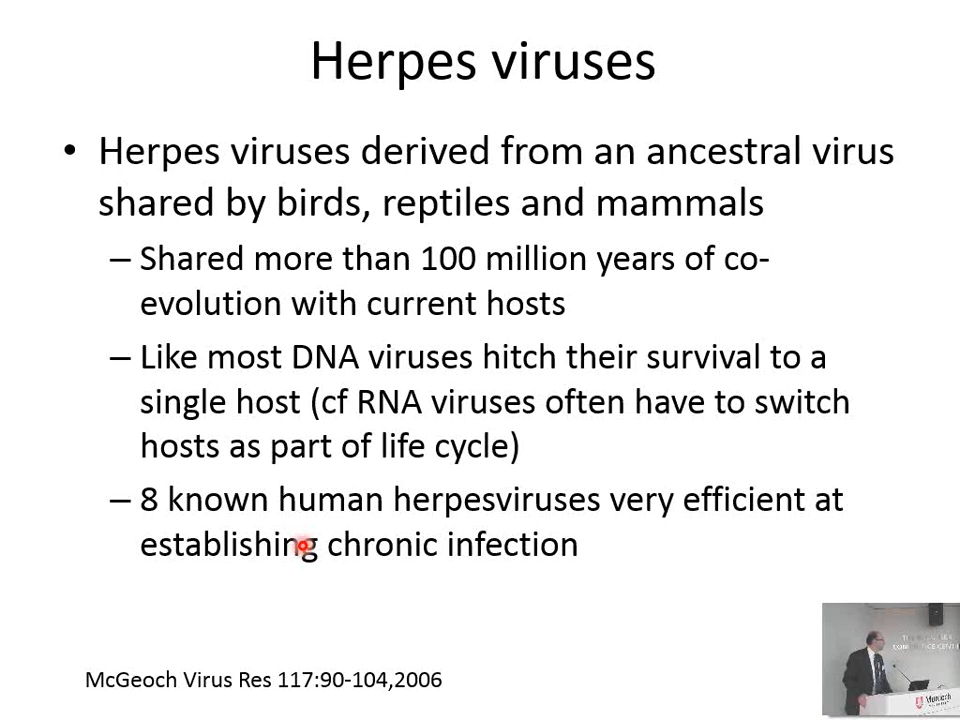 Herpes viruses
• Herpes viruses derived from an ancestral virus
shared by birds, reptiles and mammals
– Shared more than 100 million years of co-
evolution with current hosts
– Like most DNA viruses hitch their survival to a
single host (cf RNA viruses often have to switch
hosts as part of life cycle)
– 8 known human herpesviruses very efficient at
establishing chronic infection
McGeoch Virus Res 117:90-104,2006
Murdoch